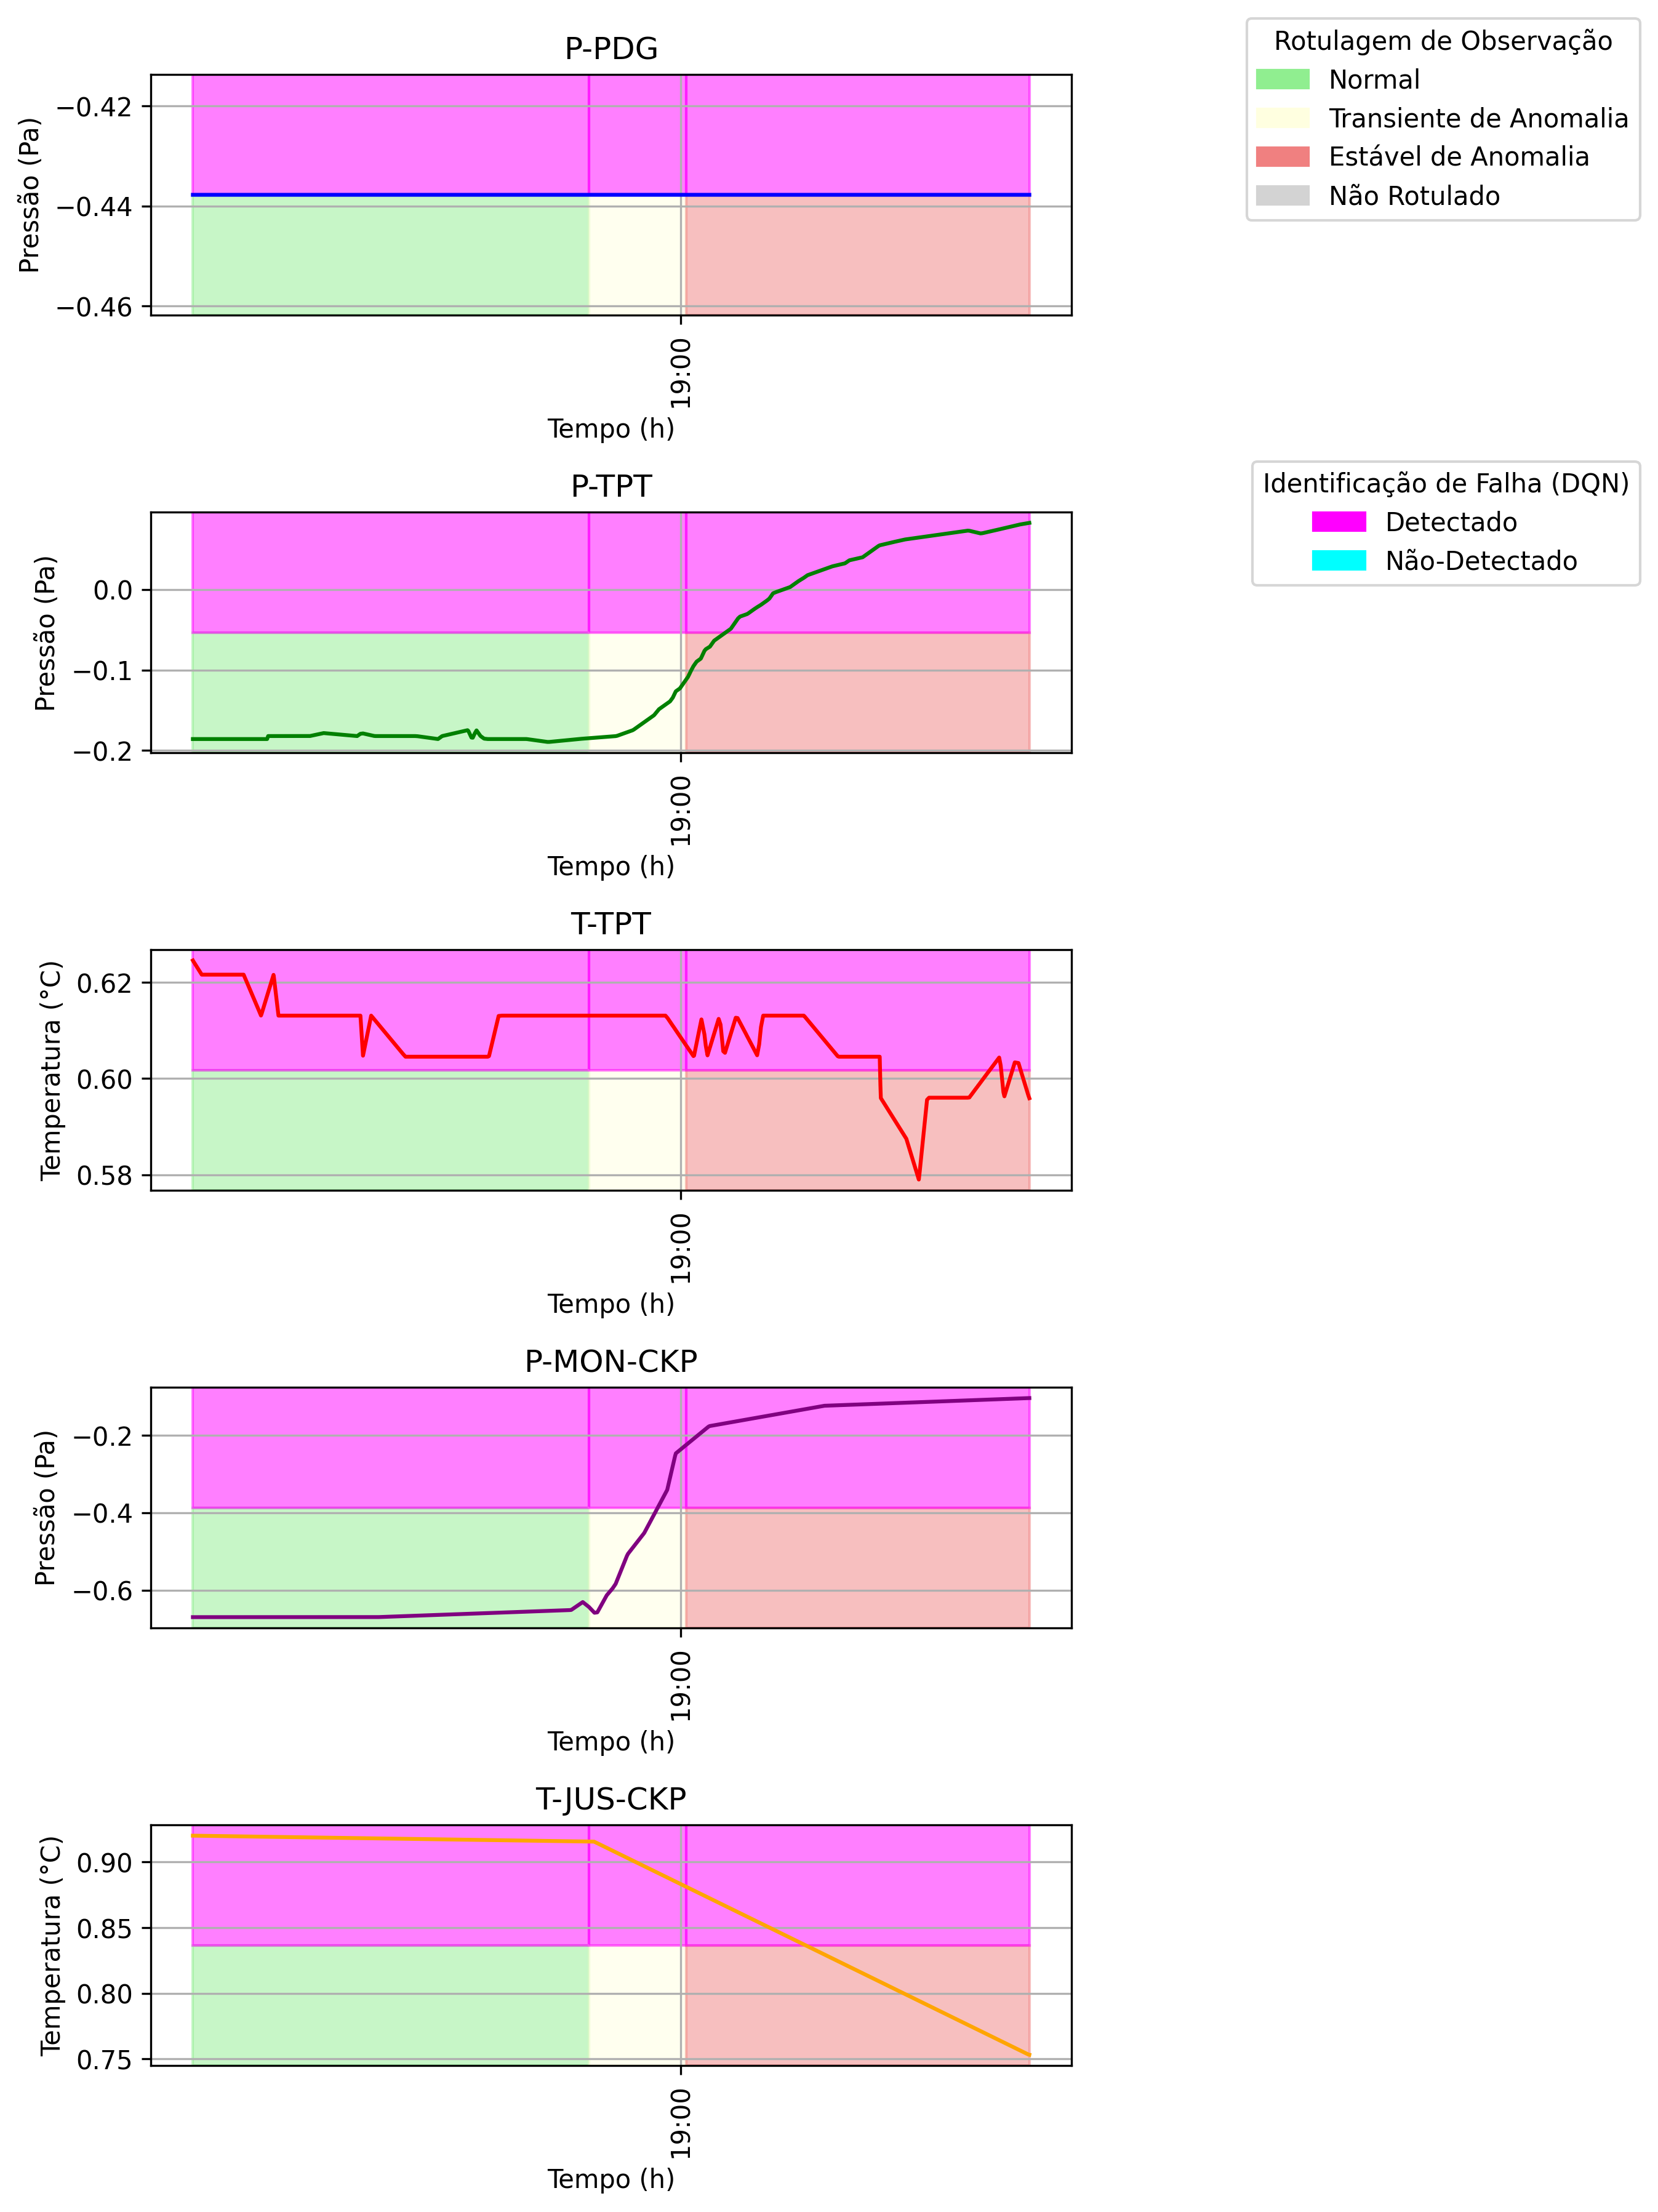 P-PDG
Pressão (Pa)
−0.42
−0.44
−0.46
19:00
Tempo (h)
Rotulagem de Observação
Normal
Transiente de Anomalia
Estável de Anomalia
Não Rotulado
P-TPT
Pressão (Pa)
0.0
−0.1
−0.2
19:00
Tempo (h)
Identificação de Falha (DQN)
Detectado
Não-Detectado
T-TPT
Temperatura (°C)
0.62
0.60
0.58
19:00
Tempo (h)
P-MON-CKP
Pressão (Pa)
−0.2
−0.4
−0.6
19:00
Tempo (h)
T-JUS-CKP
Temperatura (°C)
0.90
0.85
0.80
0.75
19:00
Tempo (h)